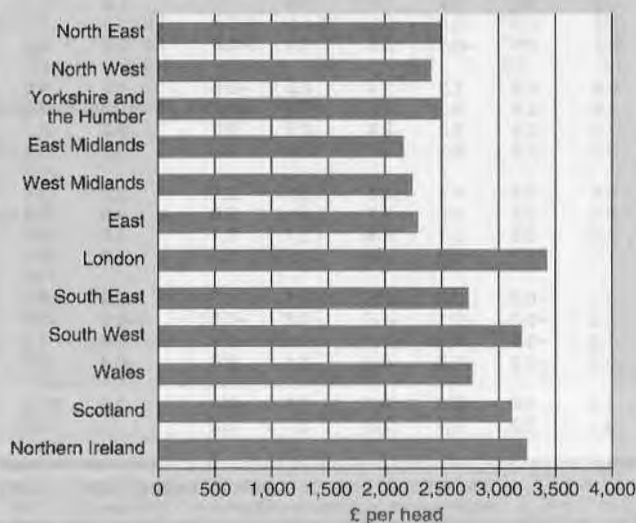 North East
North West
Yorkshire and
the Humber
East Midlands
West Midlands
East
London
South East
South West
Wales
Scotland
Northern Ireland
0 500 1,000 1,500 2,000 2,500 3,000 3,500 4,000
£ per head